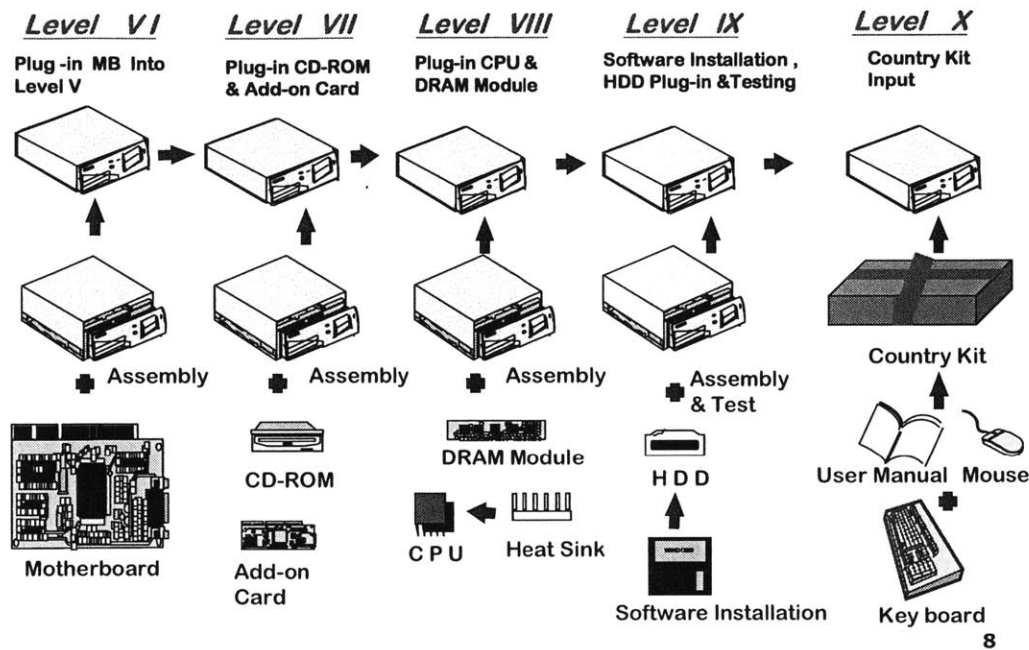 Level VI
Level VII
Level VIII
Level IX
Level X
Plug-in MB Into
Level V
Plug-in CD-ROM
& Add-on Card
Plug-in CPU &
DRAM Module
Software Installation ,
HDD Plug-in &Testing
Country Kit
Input
Assembly
Assembly
Assembly
Assembly
& Test
Country Kit
CD-ROM
DRAM Module
H D D
User Manual
Mouse
Motherboard
Add-on
Card
C P U
Heat Sink
Software Installation
Key board
8